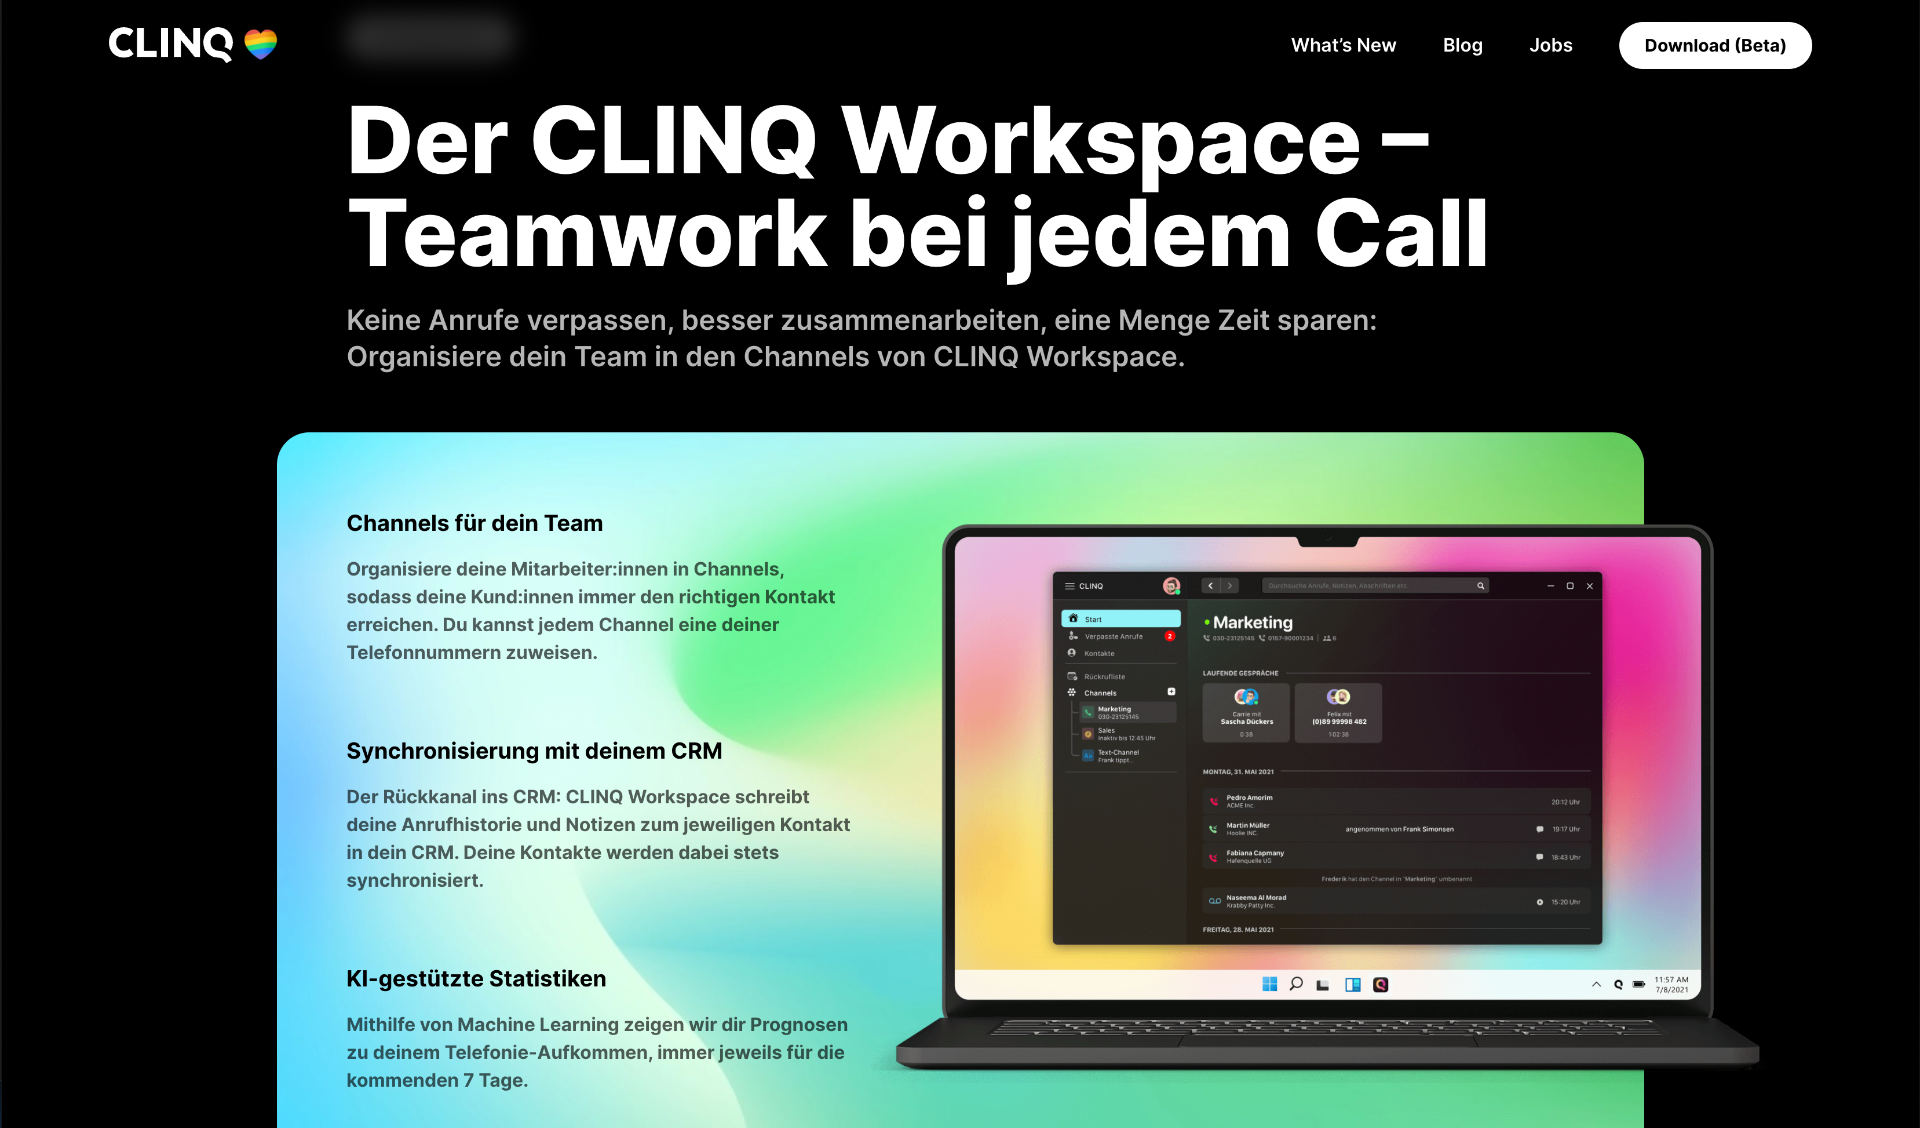 CLINQ
What's New
Blog
Jobs
Download (Beta)
Der CLINQ Workspace –
Teamwork bei jedem Call
Keine Anrufe verpassen, besser zusammenarbeiten, eine Menge Zeit sparen:
Organisiere dein Team in den Channels von CLINQ Workspace.
Channels für dein Team
Organisiere deine Mitarbeiter:innen in Channels,
sodass deine Kund:innen immer den richtigen Kontakt
erreichen. Du kannst jedem Channel eine deiner
Telefonnummern zuweisen.
Synchronisierung mit deinem CRM
Der Rückkanal ins CRM: CLINQ Workspace schreibt
deine Anrufhistorie und Notizen zum jeweiligen Kontakt
in dein CRM. Deine Kontakte werden dabei stets
synchronisiert.
KI-gestützte Statistiken
Mithilfe von Machine Learning zeigen wir dir Prognosen
zu deinem Telefonie-Aufkommen, immer jeweils für die
kommenden 7 Tage.
CLINQ
Durchsuche Anrufe, Notizen, Abschriften etc.
Start
Verpasste Anrufe
2
Kontakte
Rückrufliste
Channels
Marketing
030-23125145
Sales
Inaktiv bis 12:45 Uhr
Text-Channel
Frank tippt...
Marketing
030-23125145
0157-90001234
6
LAUFENDE GESPRÄCHE
Carrie mit
Sascha Dückers
0:38
Felix mit
(0)89 99998 482
1:02:38
MONTAG, 31. MAI 2021
Pedro Amorim
ACME Inc.
20:12 Uhr
Martin Müller
Hoolie INC.
angenommen von Frank Simonsen
19:17 Uhr
Fabiana Capmany
Hafenquelle UG
18:43 Uhr
Frederik hat den Channel in "Marketing" umbenannt
Naseema Al Morad
Krabby Patty Inc.
15:20 Uhr
FREITAG, 28. MAI 2021
11:57 AM
7/8/2021